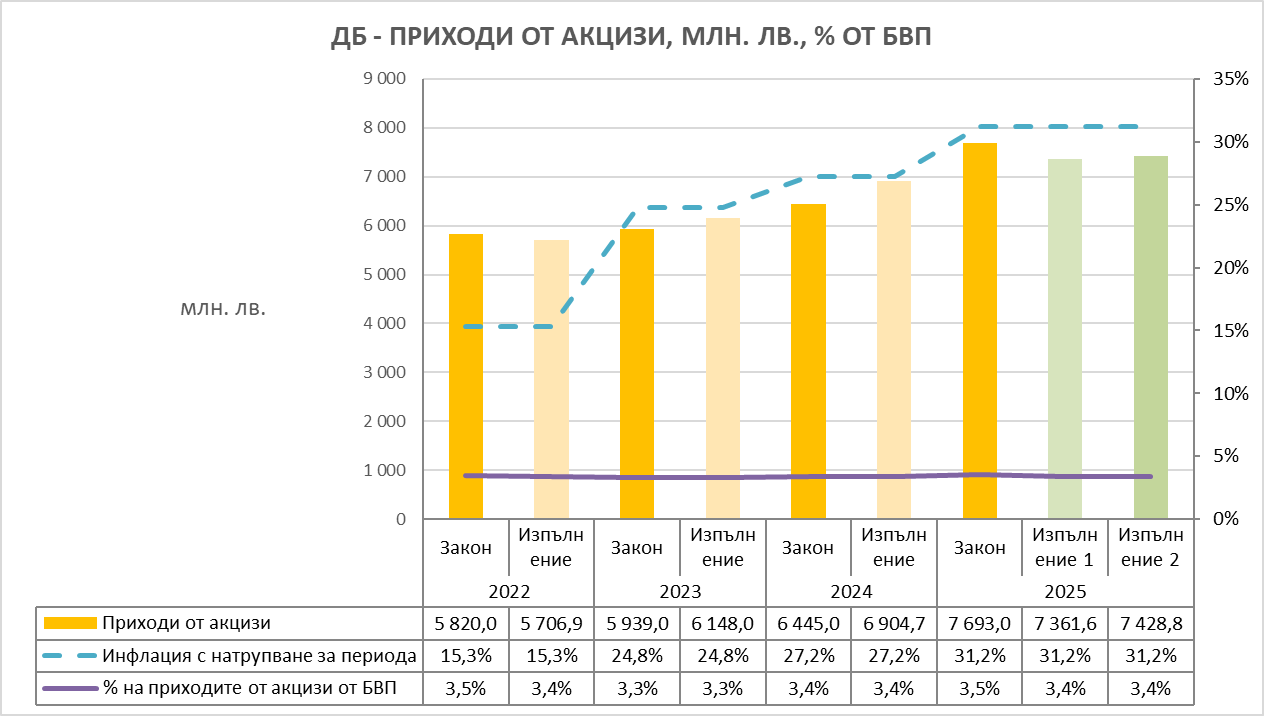 ДБ - ПРИХОДИ ОТ АКЦИЗИ, МЛН. ЛВ., % ОТ БВП
млн. лв.
9 000
8 000
7 000
6 000
5 000
4 000
3 000
2 000
1 000
0
35%
30%
25%
20%
15%
10%
5%
0%
Закон Изпълн Закон Изпълн Закон Изпълн Закон Изпълн Изпълн
ение ение ение ение 1 ение 2
2022 2023 2024 2025
Приходи от акцизи 5 820,0 5 706,9 5 939,0 6 148,0 6 445,0 6 904,7 7 693,0 7 361,6 7 428,8
Инфлация с натрупване за периода 15,3% 15,3% 24,8% 24,8% 27,2% 27,2% 31,2% 31,2% 31,2%
% на приходите от акцизи от БВП 3,5% 3,4% 3,3% 3,3% 3,4% 3,4% 3,5% 3,4% 3,4%